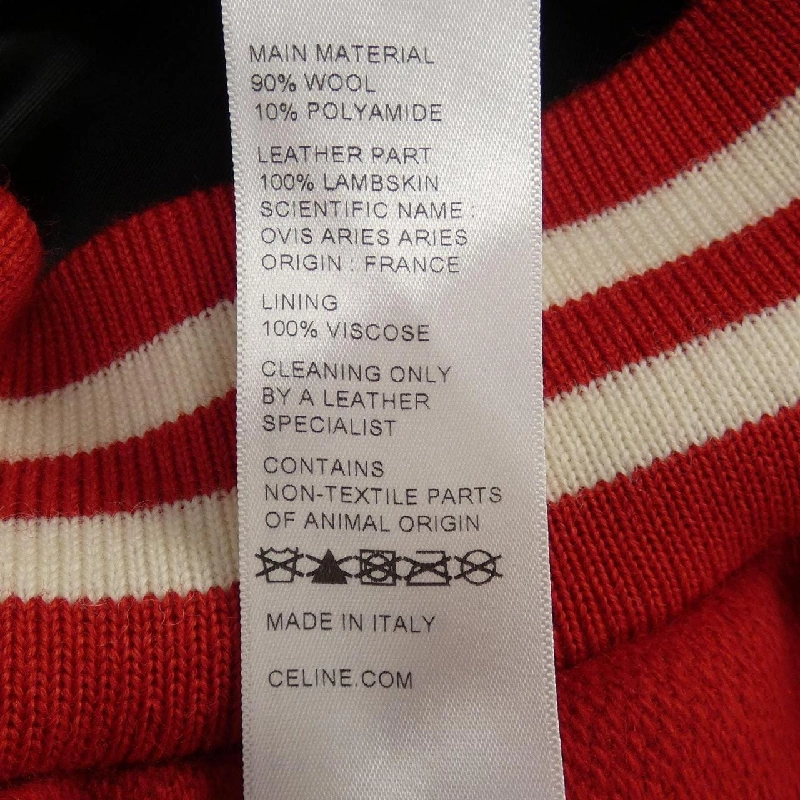 MAIN MATERIAL
90% WOOL
10% POLYAMIDE
LEATHER PART
100% LAMBSKIN
SCIENTIFIC NAME :
OVIS ARIES ARIES
ORIGIN : FRANCE
LINING
100% VISCOSE
CLEANING ONLY
BY A LEATHER
SPECIALIST
CONTAINS
NON-TEXTILE PARTS
OF ANIMAL ORIGIN
MADE IN ITALY
CELINE.COM